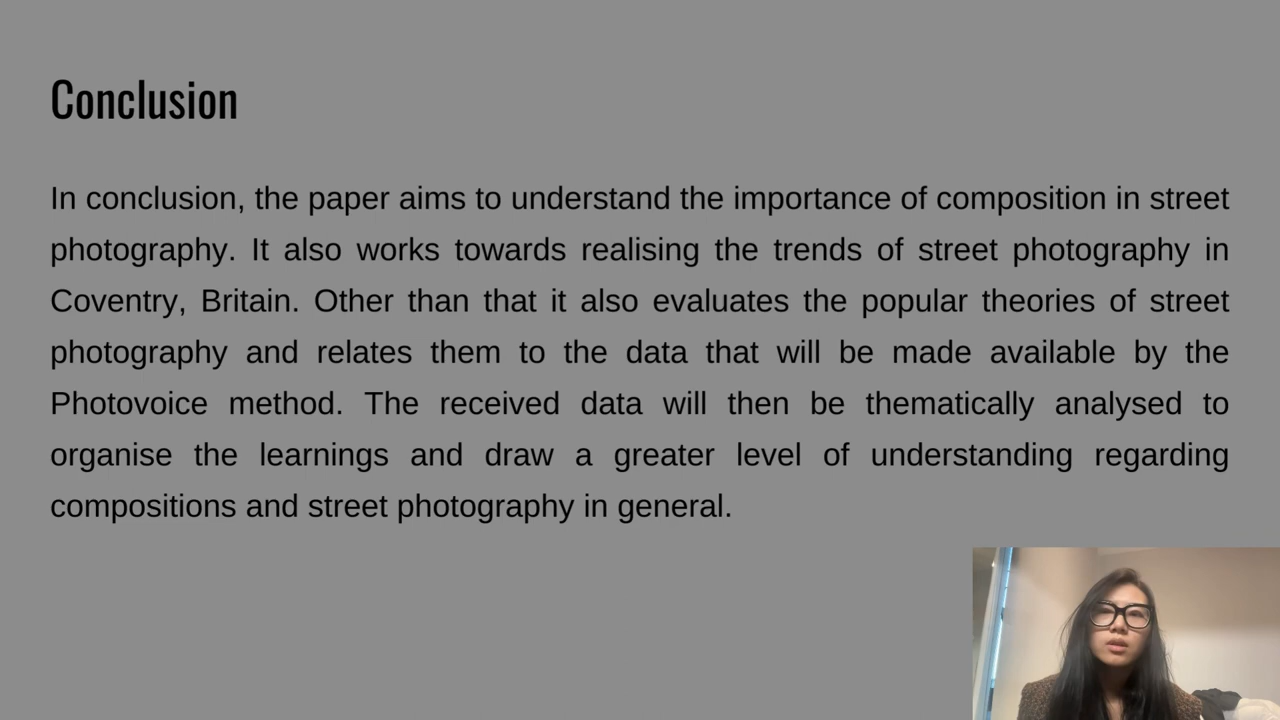 Conclusion
In conclusion, the paper aims to understand the importance of composition in street
photography. It also works towards realising the trends of street photography in
Coventry, Britain. Other than that it also evaluates the popular theories of street
photography and relates them to the data that will be made available by the
Photovoice method. The received data will then be thematically analysed to
organise the learnings and draw a greater level of understanding regarding
compositions and street photography in general.